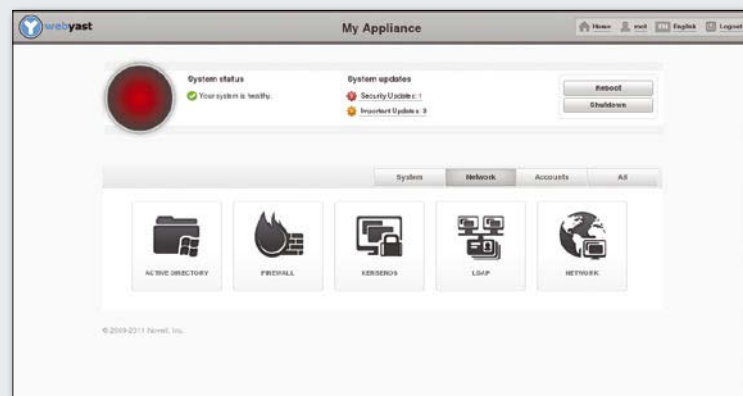 webyast
My Appliance
Home root EN English Logout
System status
Your system is healthy.
System updates
Security Updates: 1
Important Updates: 3
Reboot
Shutdown
System Network Accounts All
ACTIVE DIRECTORY FIREWALL KERBEROS LDAP NETWORK
© 2009-2011 Novell, Inc.